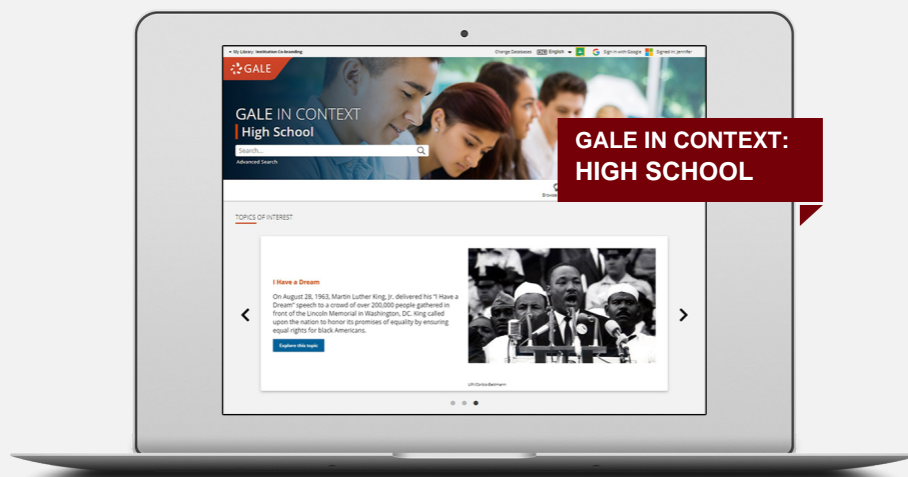 My Library: Institution Co-branding
Change Databases English Sign in with Google Signed in: Jennifer
GALE
GALE IN CONTEXT
High School
Search...
Advanced Search
GALE IN CONTEXT:
HIGH SCHOOL
TOPICS OF INTEREST
I Have a Dream
On August 28, 1963, Martin Luther King, Jr. delivered his "I Have a
Dream" speech to a crowd of over 200,000 people gathered in
front of the Lincoln Memorial in Washington, DC. King called
upon the nation to honor its promises of equality by ensuring
equal rights for black Americans.
Explore this topic